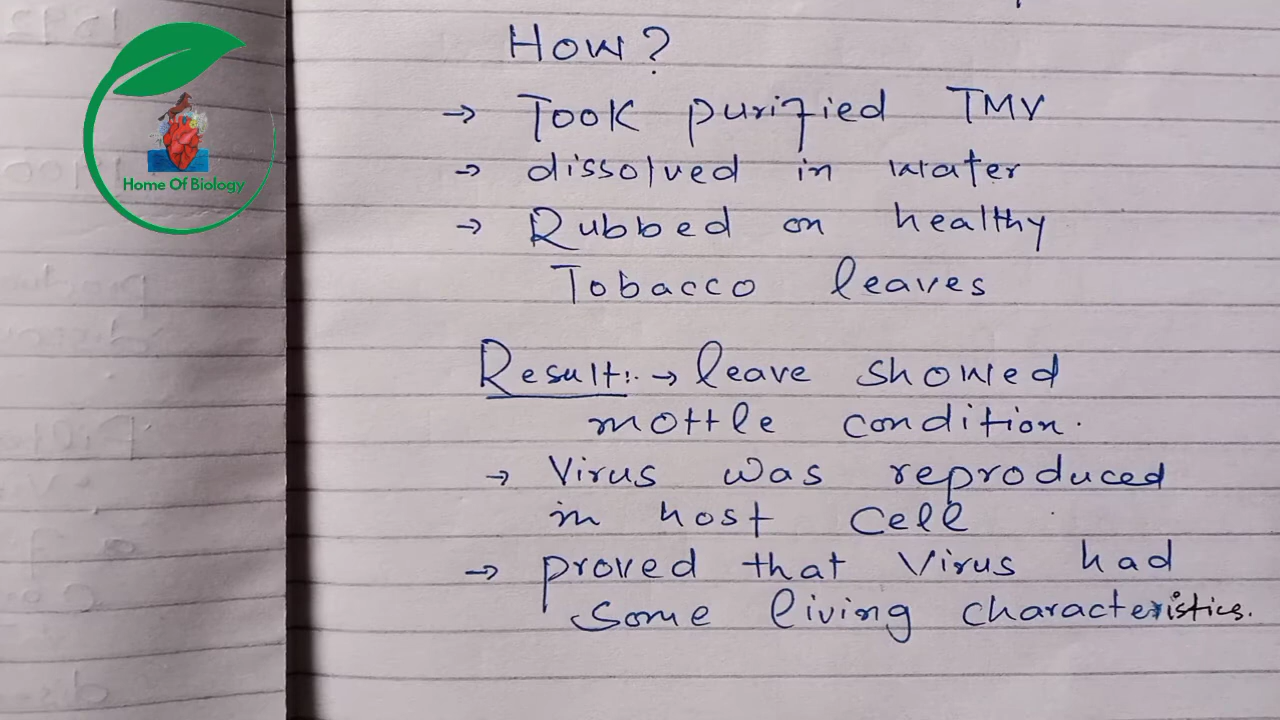 Home Of Biology
How?
→ Took purified TMV
→ dissolved in water
→ Rubbed on healthy
Tobacco leaves
Result:. → leave showed
mottle condition.
→ Virus was reproduced
in host cell
→ proved that Virus had
some living characteristics.